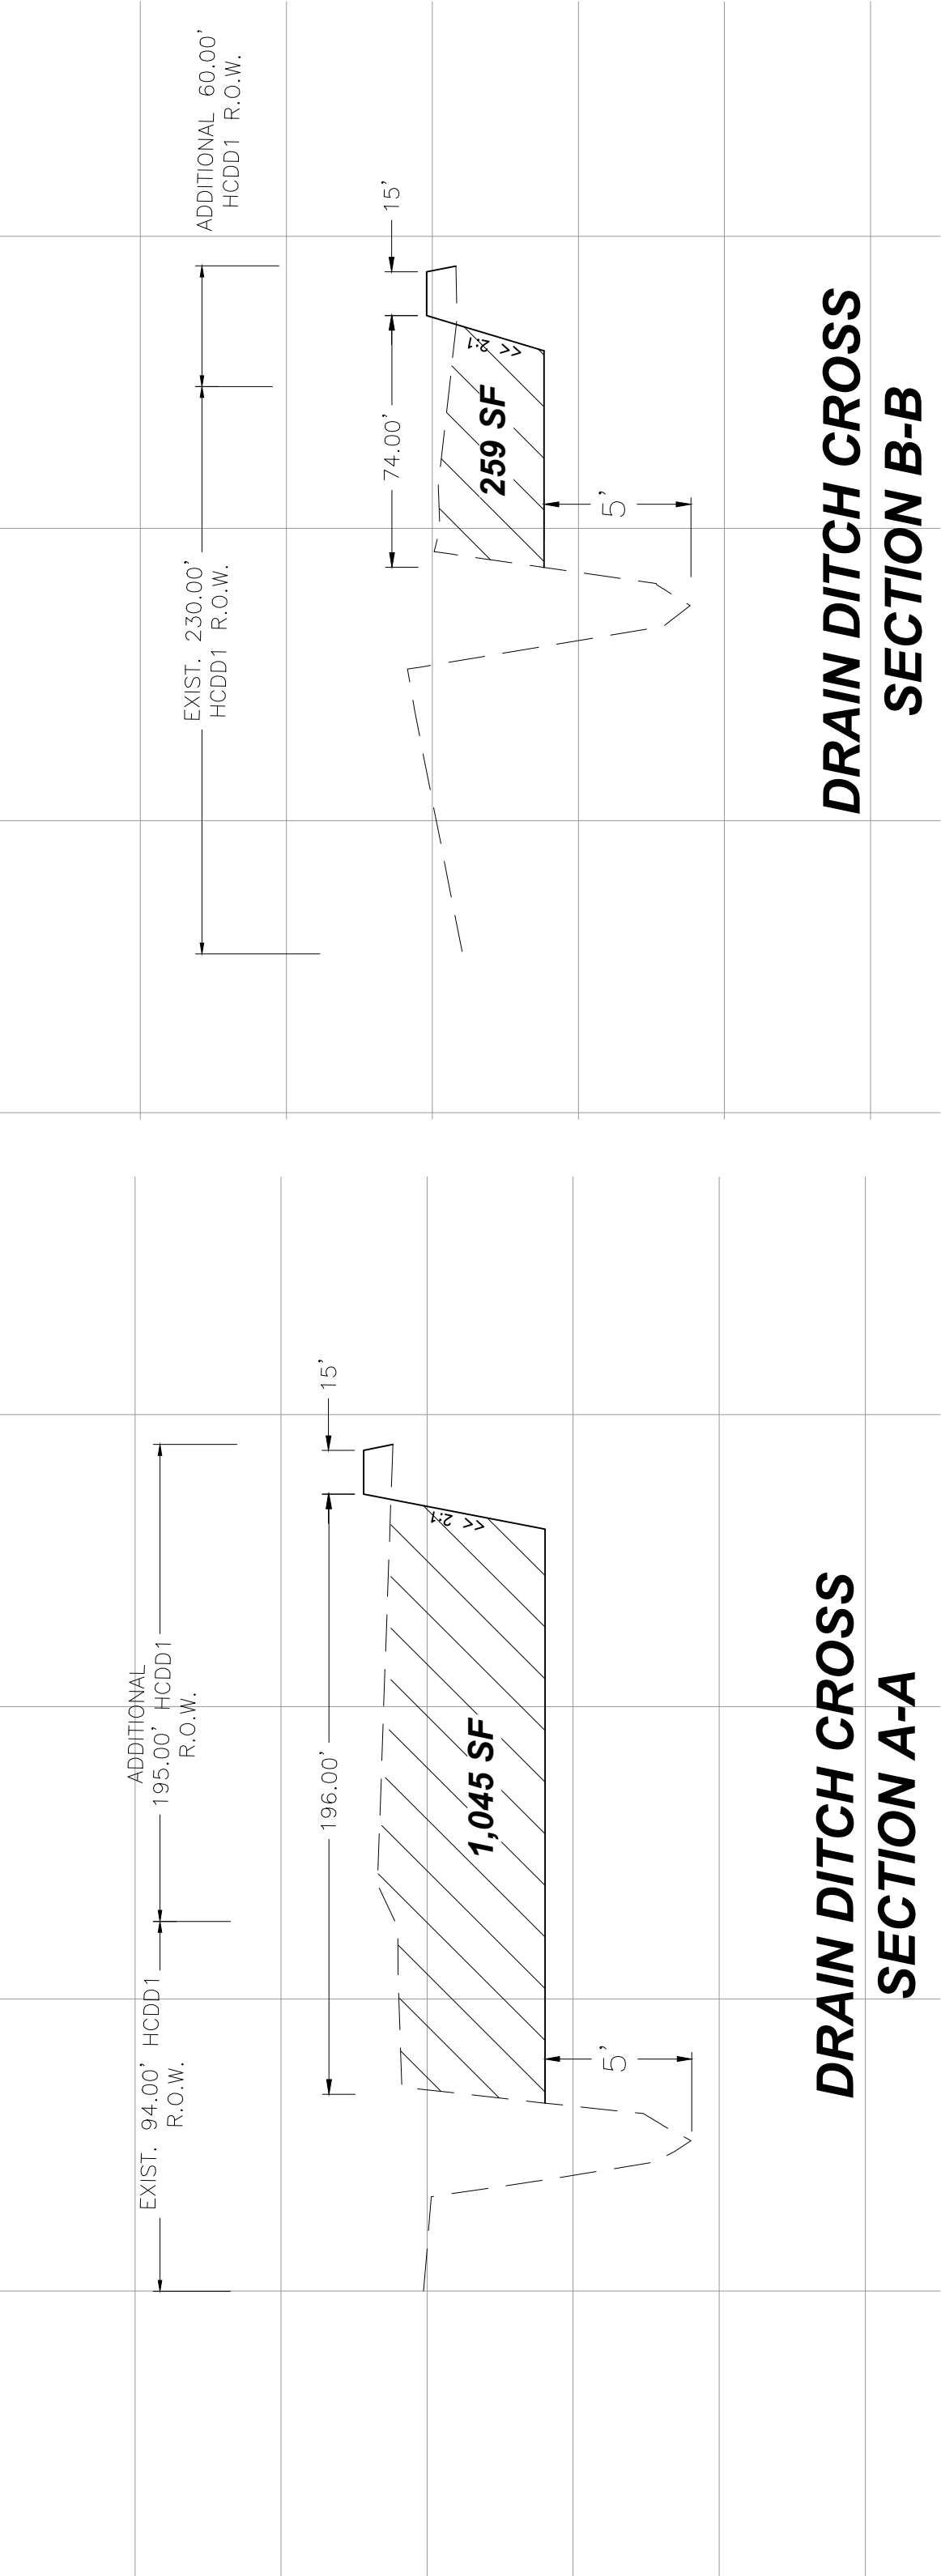 EXIST. 94.00' HCDD1
R.O.W.
ADDITIONAL
195.00' HCDD1
R.O.W.
196.00'
15'
<< 2:1
1,045 SF
5'
DRAIN DITCH CROSS
SECTION A-A
EXIST. 230.00'
HCDD1 R.O.W.
ADDITIONAL 60.00'
HCDD1 R.O.W.
74.00'
15'
<< 2:1
259 SF
5'
DRAIN DITCH CROSS
SECTION B-B